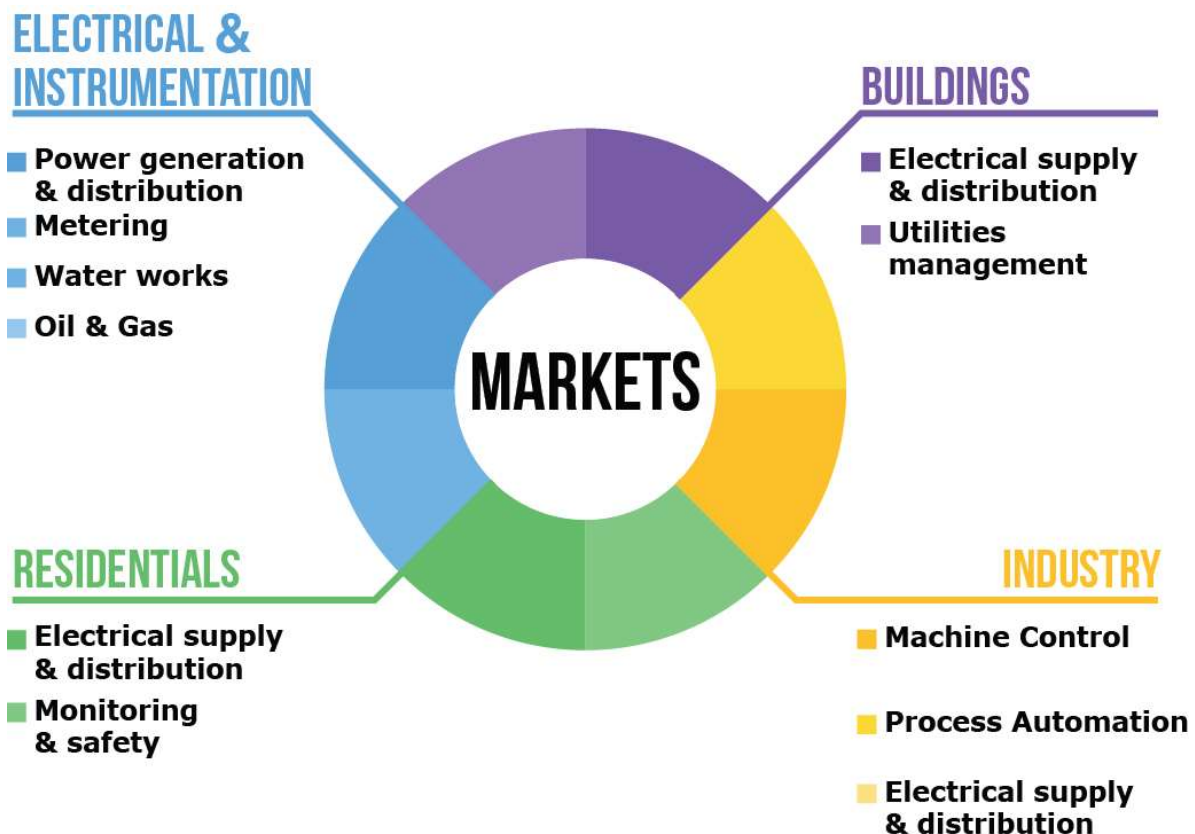 ELECTRICAL &
INSTRUMENTATION
Power generation
& distribution
Metering
Water works
Oil & Gas
BUILDINGS
Electrical supply
& distribution
Utilities
management
MARKETS
RESIDENTIALS
Electrical supply
& distribution
Monitoring
& safety
INDUSTRY
Machine Control
Process Automation
Electrical supply
& distribution